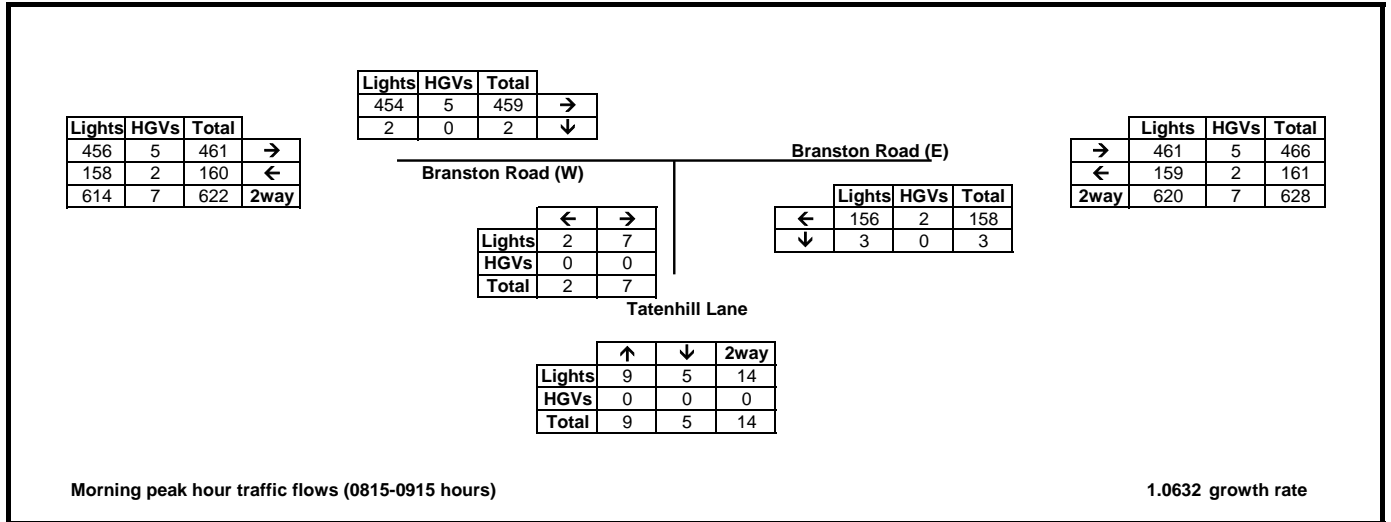 Lights HGVs Total
454 5 459 →
2 0 2 ↓
Lights HGVs Total
456 5 461 →
158 2 160 ←
614 7 622 2way
Lights HGVs Total
→ 461 5 466
← 159 2 161
2way 620 7 628
Branston Road (E)
Branston Road (W)
Lights HGVs Total
← 156 2 158
↓ 3 0 3
← →
Lights 2 7
HGVs 0 0
Total 2 7
Tatenhill Lane
↑ ↓ 2way
Lights 9 5 14
HGVs 0 0 0
Total 9 5 14
Morning peak hour traffic flows (0815-0915 hours) 1.0632 growth rate